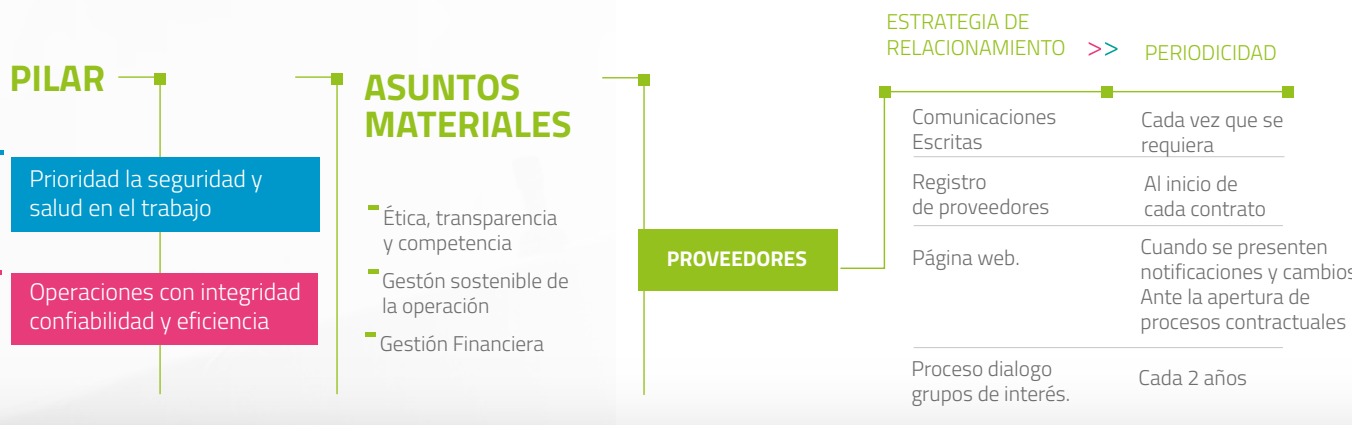 PILAR
Prioridad la seguridad y
salud en el trabajo
Operaciones con integridad
confiabilidad y eficiencia
ASUNTOS
MATERIALES
Ética, transparencia
y competencia
Gestón sostenible de
la operación
Gestión Financiera
PROVEEDORES
ESTRATEGIA DE
RELACIONAMIENTO >> PERIODICIDAD
Comunicaciones
Escritas
Cada vez que se
requiera
Registro
de proveedores
Al inicio de
cada contrato
Página web.
Cuando se presenten
notificaciones y cambios
Ante la apertura de
procesos contractuales
Proceso dialogo
grupos de interés.
Cada 2 años